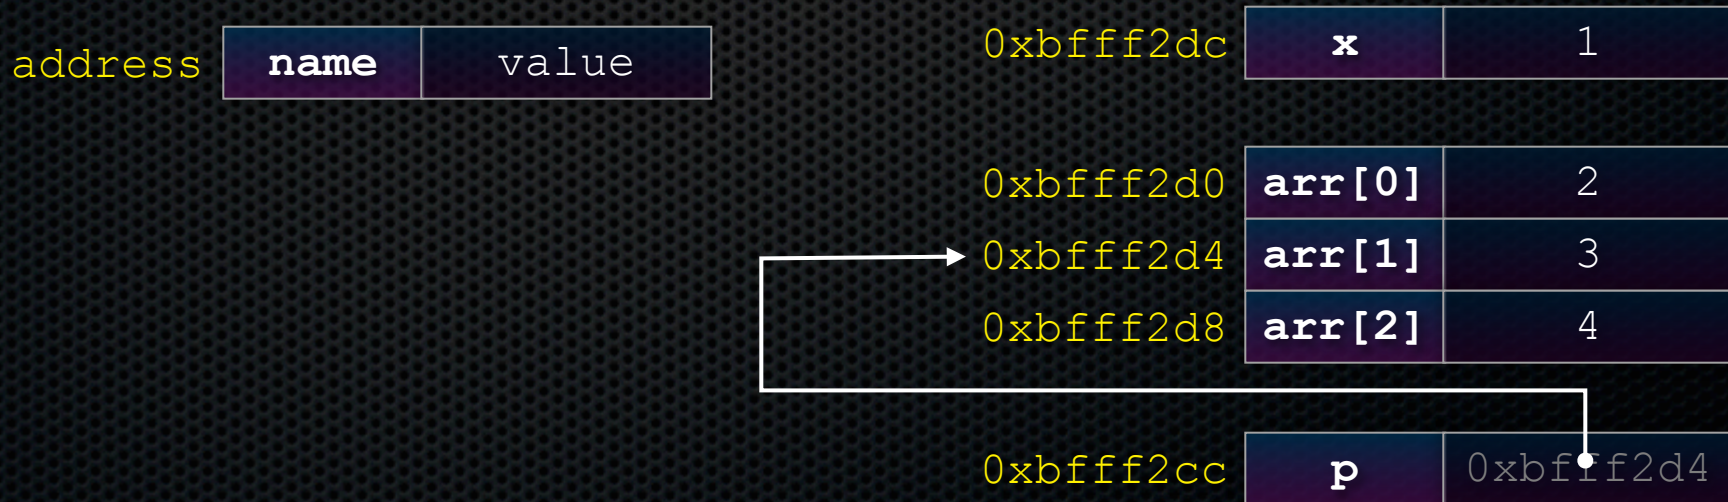 address name value
0xbfff2dc x 1
0xbfff2d0 arr[0] 2
0xbfff2d4 arr[1] 3
0xbfff2d8 arr[2] 4
0xbfff2cc p 0xbfff2d4